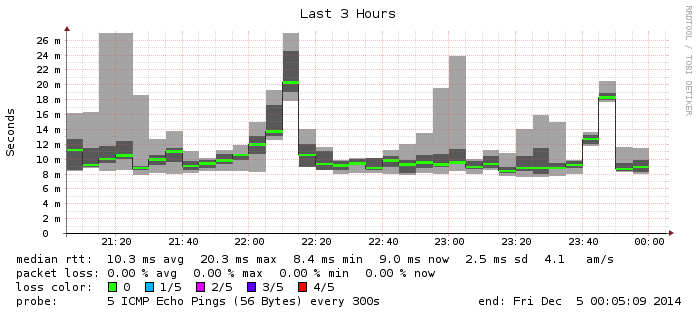 Last 3 Hours
RRDTOOL / TOBI OETIKER
Seconds
26 m
24 m
22 m
20 m
18 m
16 m
14 m
12 m
10 m
8 m
6 m
4 m
2 m
0
21:20 21:40 22:00 22:20 22:40 23:00 23:20 23:40 00:00
median rtt: 10.3 ms avg 20.3 ms max 8.4 ms min 9.0 ms now 2.5 ms sd 4.1 am/s
packet loss: 0.00 % avg 0.00 % max 0.00 % min 0.00 % now
loss color: 0 1/5 2/5 3/5 4/5
probe: 5 ICMP Echo Pings (56 Bytes) every 300s end: Fri Dec 5 00:05:09 2014